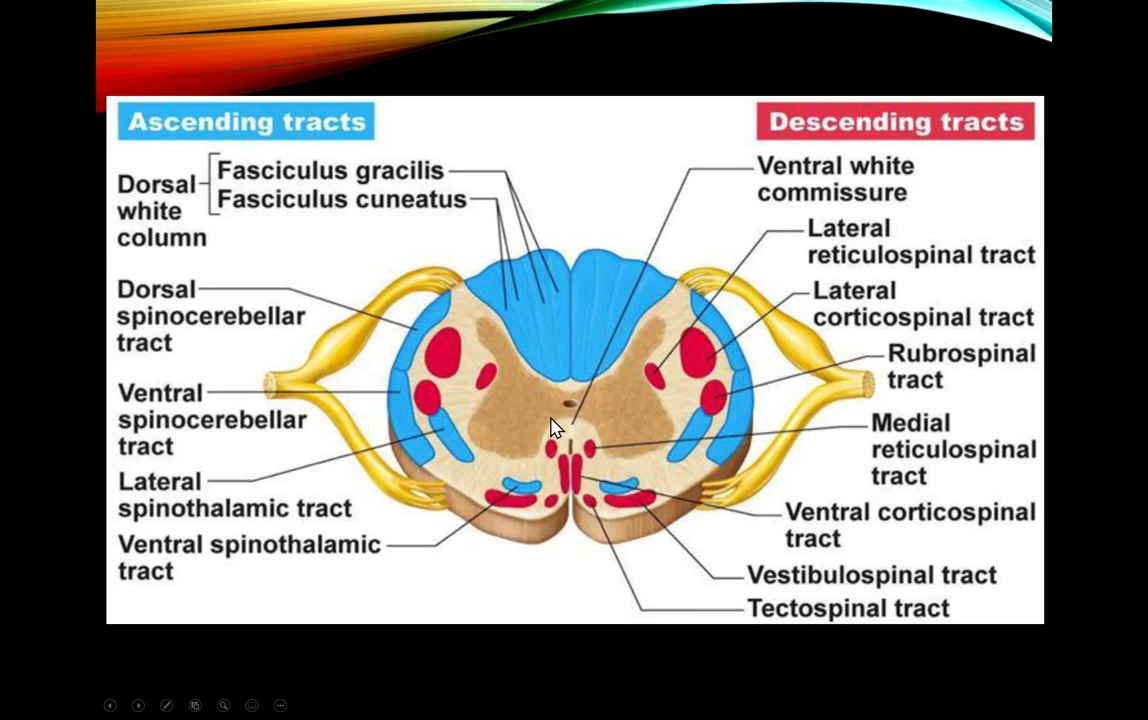 Ascending tracts
Descending tracts
Dorsal
white
column
Fasciculus gracilis
Fasciculus cuneatus
Dorsal
spinocerebellar
tract
Ventral
spinocerebellar
tract
Lateral
spinothalamic tract
Ventral spinothalamic
tract
Ventral white
commissure
Lateral
reticulospinal tract
Lateral
corticospinal tract
Rubrospinal
tract
Medial
reticulospinal
tract
Ventral corticospinal
tract
Vestibulospinal tract
Tectospinal tract